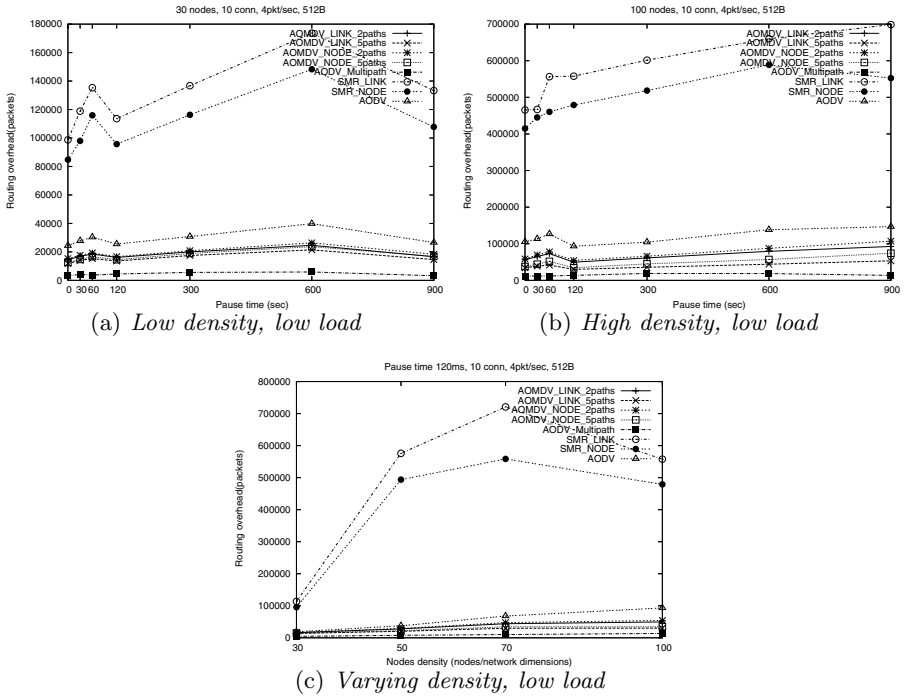 30 nodes, 10 conn, 4pkt/sec, 512B
Routing overhead(packets)
180000
160000
140000
120000
100000
80000
60000
40000
20000
0
AOMDV_LINK_2paths
AOMDV_LINK_5paths
AOMDV_NODE_2paths
AOMDV_NODE_5paths
AODV_Multipath
SMR_LINK
SMR_NODE
AODV
0 30 60 120 300 600 900
Pause time (sec)
(a) Low density, low load
100 nodes, 10 conn, 4pkt/sec, 512B
Routing overhead(packets)
700000
600000
500000
400000
300000
200000
100000
0
AOMDV_LINK_2paths
AOMDV_LINK_5paths
AOMDV_NODE_2paths
AOMDV_NODE_5paths
AODV_Multipath
SMR_LINK
SMR_NODE
AODV
0 30 60 120 300 600 900
Pause time (sec)
(b) High density, low load
Pause time 120ms, 10 conn, 4pkt/sec, 512B
Routing overhead(packets)
800000
700000
600000
500000
400000
300000
200000
100000
0
AOMDV_LINK_2paths
AOMDV_LINK_5paths
AOMDV_NODE_2paths
AOMDV_NODE_5paths
AODV_Multipath
SMR_LINK
SMR_NODE
AODV
30 50 70 100
Nodes density (nodes/network dimensions)
(c) Varying density, low load